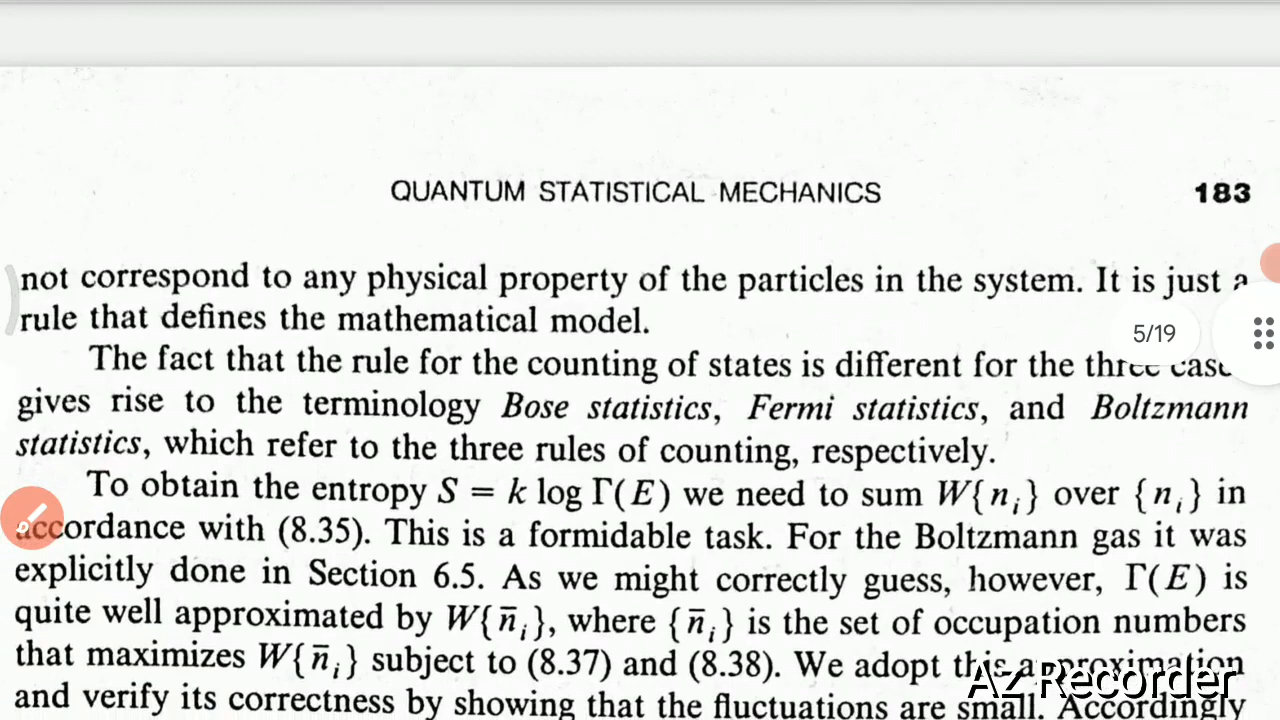 QUANTUM STATISTICAL MECHANICS 183
not correspond to any physical property of the particles in the system. It is just a
rule that defines the mathematical model.
5/19
The fact that the rule for the counting of states is different for the three
gives rise to the terminology Bose statistics, Fermi statistics, and Boltzmann
statistics, which refer to the three rules of counting, respectively.
To obtain the entropy S = k log Γ(E) we need to sum W{nᵢ} over {nᵢ} in
accordance with (8.35). This is a formidable task. For the Boltzmann gas it was
explicitly done in Section 6.5. As we might correctly guess, however, Γ(E) is
quite well approximated by W{n̄ᵢ}, where {n̄ᵢ} is the set of occupation numbers
that maximizes W{n̄ᵢ} subject to (8.37) and (8.38). We adopt this approximation
and verify its correctness by showing that the fluctuations are small. Accordingly
Az Recorder